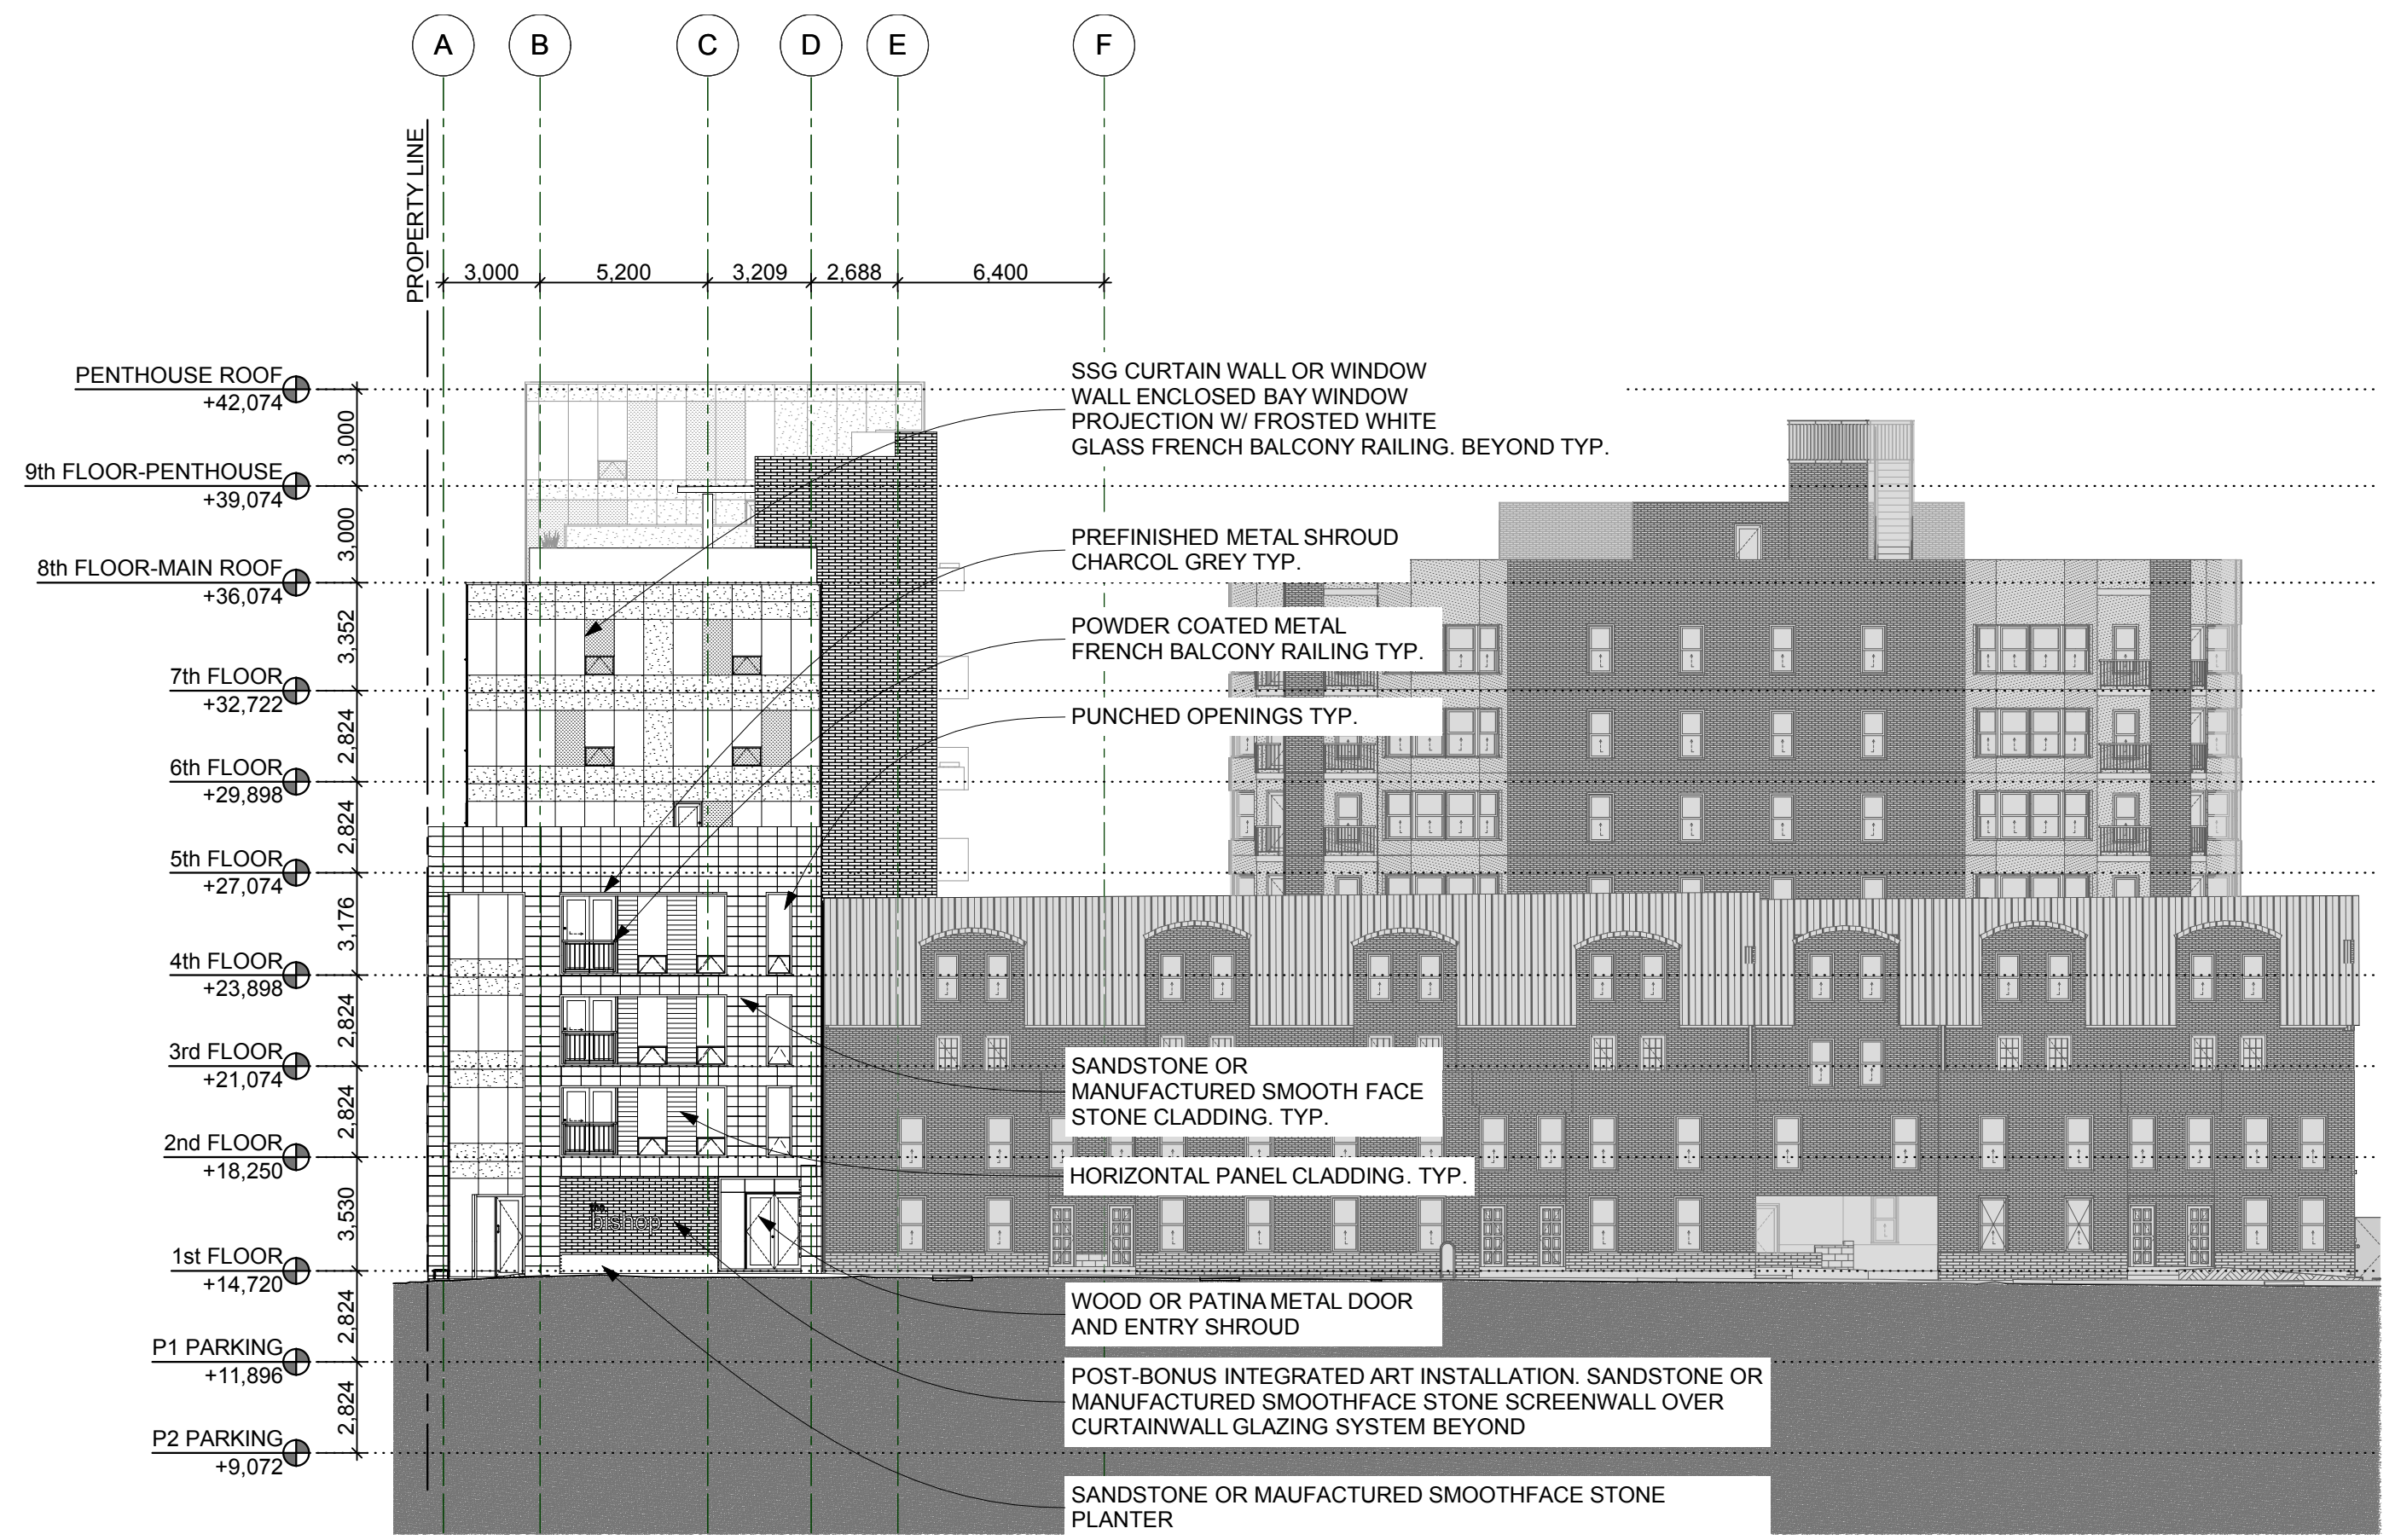 A B C D E F
PROPERTY LINE
3,000 5,200 3,209 2,688 6,400
PENTHOUSE ROOF
+42,074
3,000
9th FLOOR-PENTHOUSE
+39,074
3,000
8th FLOOR-MAIN ROOF
+36,074
3,352
7th FLOOR
+32,722
2,824
6th FLOOR
+29,898
2,824
5th FLOOR
+27,074
3,176
4th FLOOR
+23,898
2,824
3rd FLOOR
+21,074
2,824
2nd FLOOR
+18,250
3,530
1st FLOOR
+14,720
2,824
P1 PARKING
+11,896
2,824
P2 PARKING
+9,072
SSG CURTAIN WALL OR WINDOW
WALL ENCLOSED BAY WINDOW
PROJECTION W/ FROSTED WHITE
GLASS FRENCH BALCONY RAILING. BEYOND TYP.
PREFINISHED METAL SHROUD
CHARCOL GREY TYP.
POWDER COATED METAL
FRENCH BALCONY RAILING TYP.
PUNCHED OPENINGS TYP.
SANDSTONE OR
MANUFACTURED SMOOTH FACE
STONE CLADDING. TYP.
HORIZONTAL PANEL CLADDING. TYP.
the
bishop
WOOD OR PATINA METAL DOOR
AND ENTRY SHROUD
POST-BONUS INTEGRATED ART INSTALLATION. SANDSTONE OR
MANUFACTURED SMOOTHFACE STONE SCREENWALL OVER
CURTAINWALL GLAZING SYSTEM BEYOND
SANDSTONE OR MAUFACTURED SMOOTHFACE STONE
PLANTER